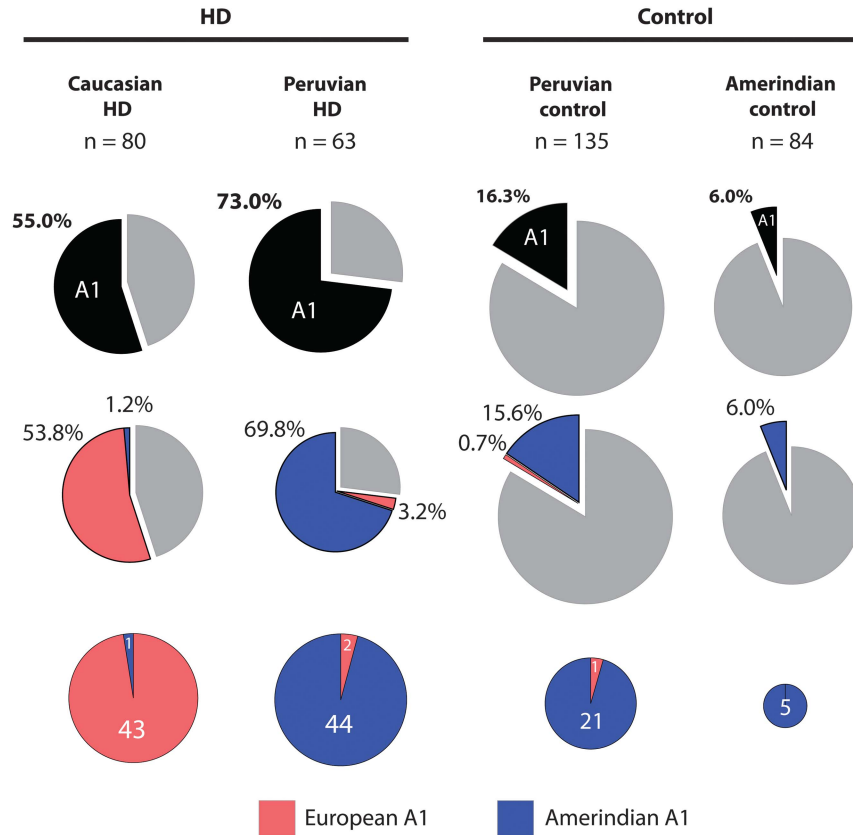 HD
Control
Caucasian
HD
n = 80
Peruvian
HD
n = 63
Peruvian
control
n = 135
Amerindian
control
n = 84
55.0%
A1
73.0%
A1
16.3%
A1
6.0%
A1
53.8%
1.2%
69.8%
3.2%
15.6%
0.7%
6.0%
1
43
2
44
1
21
5
European A1
Amerindian A1